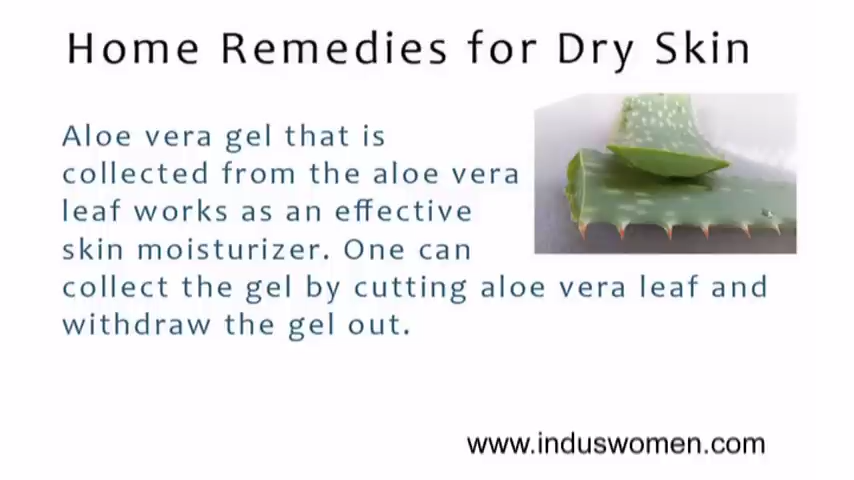 Home Remedies for Dry Skin
Aloe vera gel that is
collected from the aloe vera
leaf works as an effective
skin moisturizer. One can
collect the gel by cutting aloe vera leaf and
withdraw the gel out.
www.induswomen.com